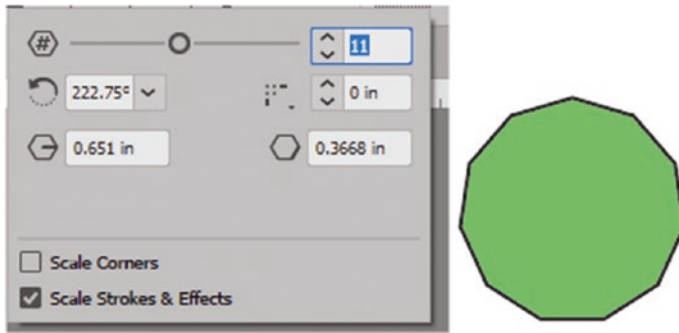 #
11
222.75° 0 in
0.651 in 0.3668 in
Scale Corners
Scale Strokes & Effects